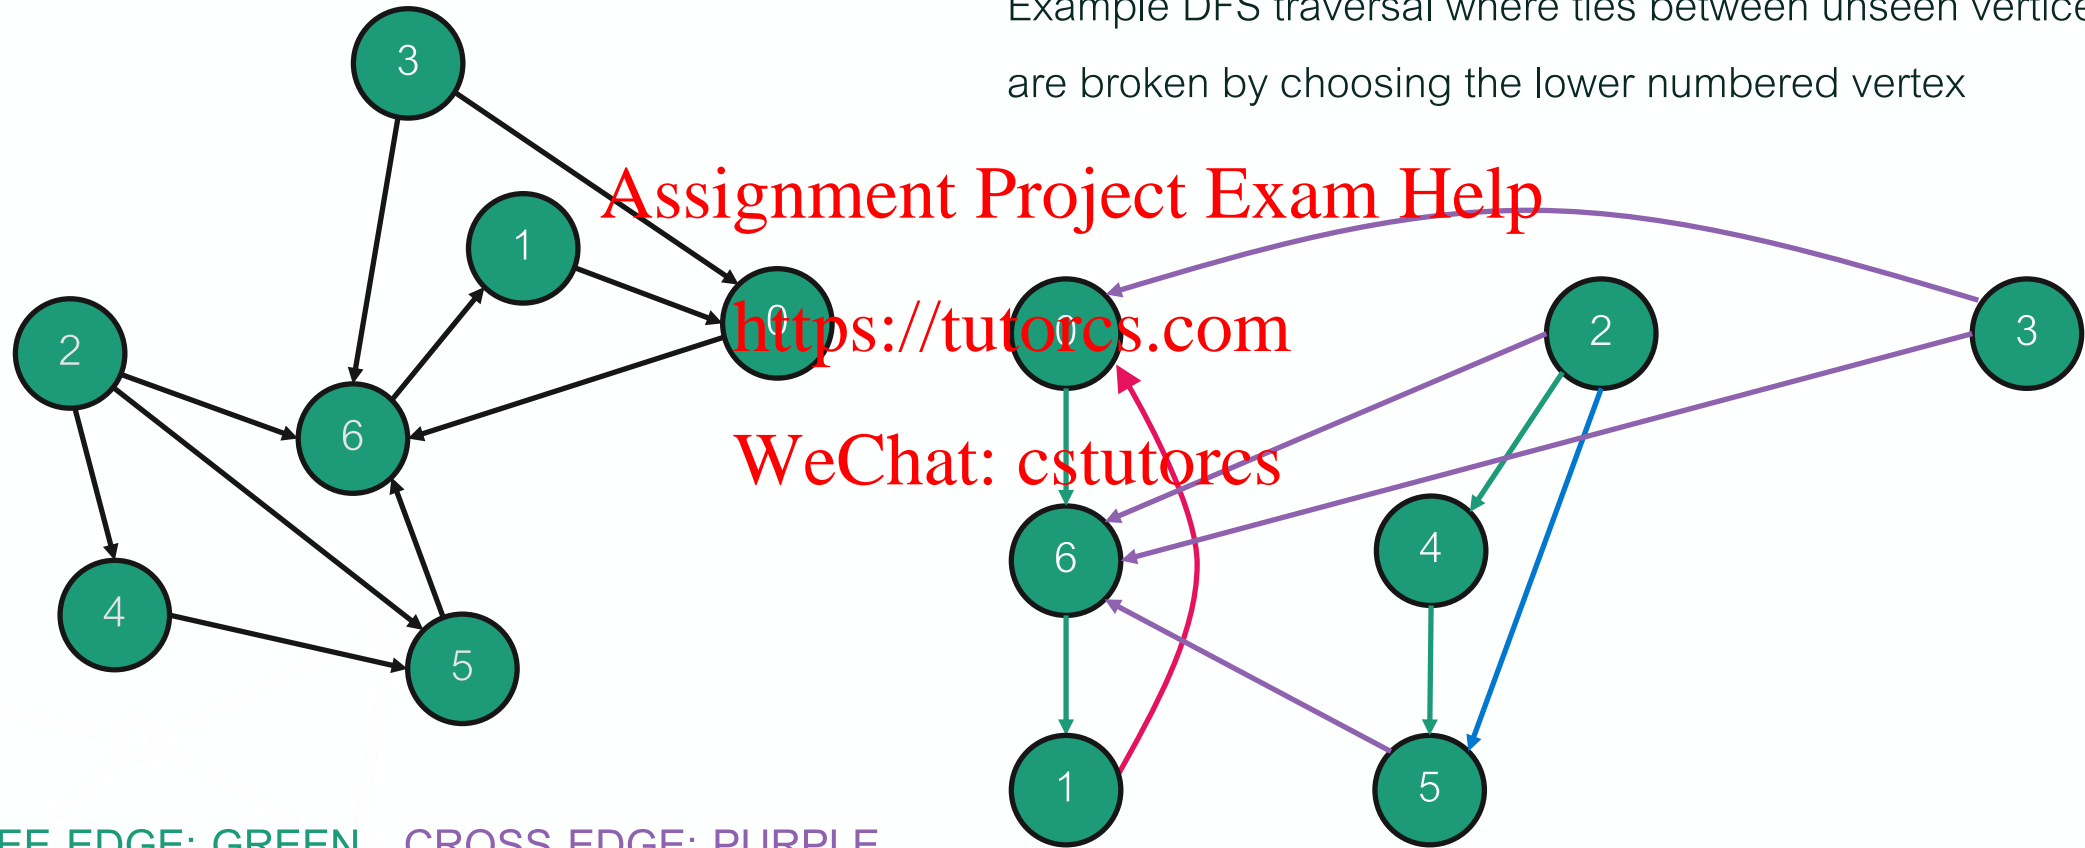 Example DFS traversal where ties between unseen
are broken by choosing the lower numbered vertex
3
Assignment Project Exam Help
1
2
0
https://tutorcs.com
0
2
3
6
WeChat: cstutorcs
4
6
4
5
1
5
EDGE: GREEN CROSS EDGE: PURPLE